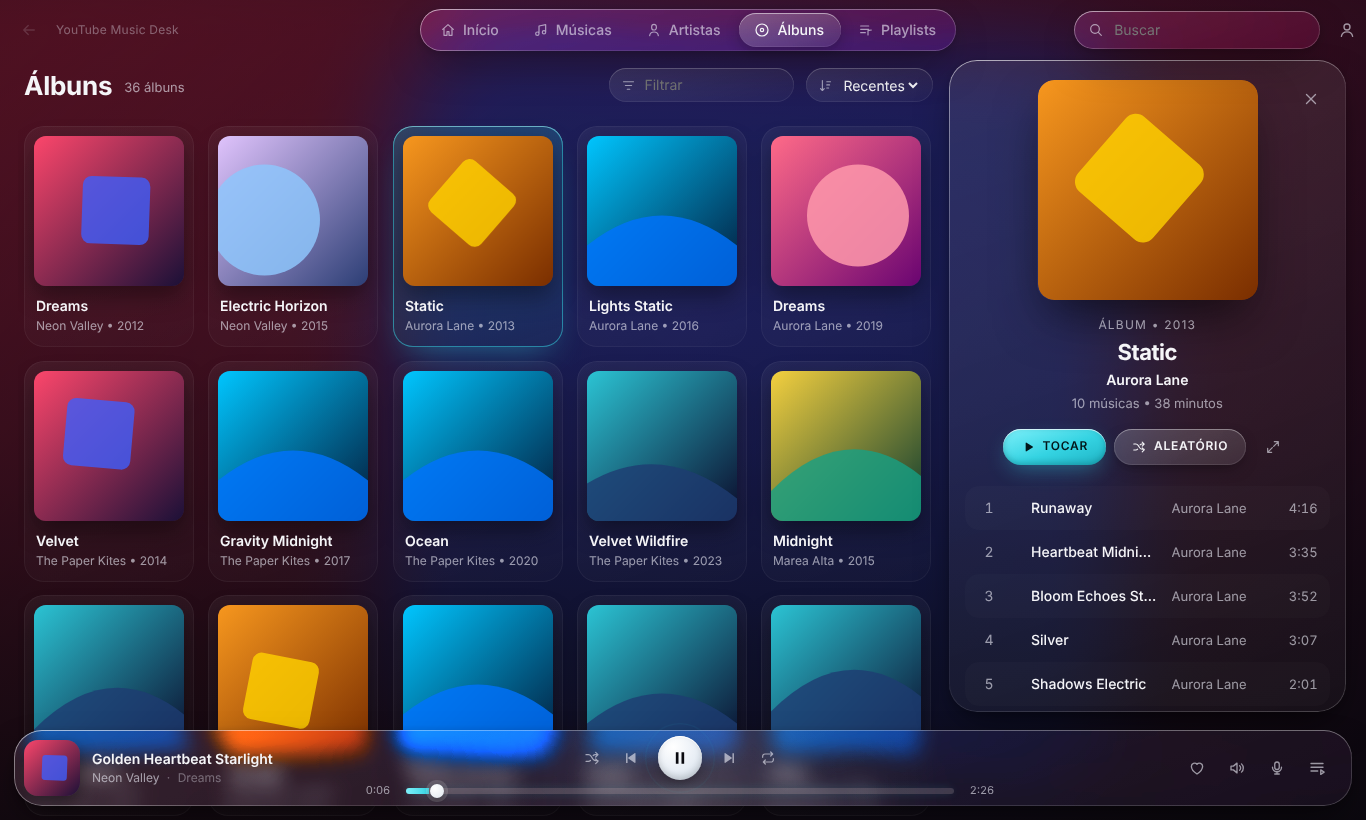 YouTube Music Desk
Início
Músicas
Artistas
Álbuns
Playlists
Buscar
Álbuns
36 álbuns
Filtrar
Recentes
Dreams
Neon Valley • 2012
Electric Horizon
Neon Valley • 2015
Static
Aurora Lane • 2013
Lights Static
Aurora Lane • 2016
Dreams
Aurora Lane • 2019
Velvet
The Paper Kites • 2014
Gravity Midnight
The Paper Kites • 2017
Ocean
The Paper Kites • 2020
Velvet Wildfire
The Paper Kites • 2023
Midnight
Marea Alta • 2015
ÁLBUM • 2013
Static
Aurora Lane
10 músicas • 38 minutos
TOCAR
ALEATÓRIO
1 Runaway Aurora Lane 4:16
2 Heartbeat Midni... Aurora Lane 3:35
3 Bloom Echoes St... Aurora Lane 3:52
4 Silver Aurora Lane 3:07
5 Shadows Electric Aurora Lane 2:01
Golden Heartbeat Starlight
Neon Valley · Dreams
0:06
2:26